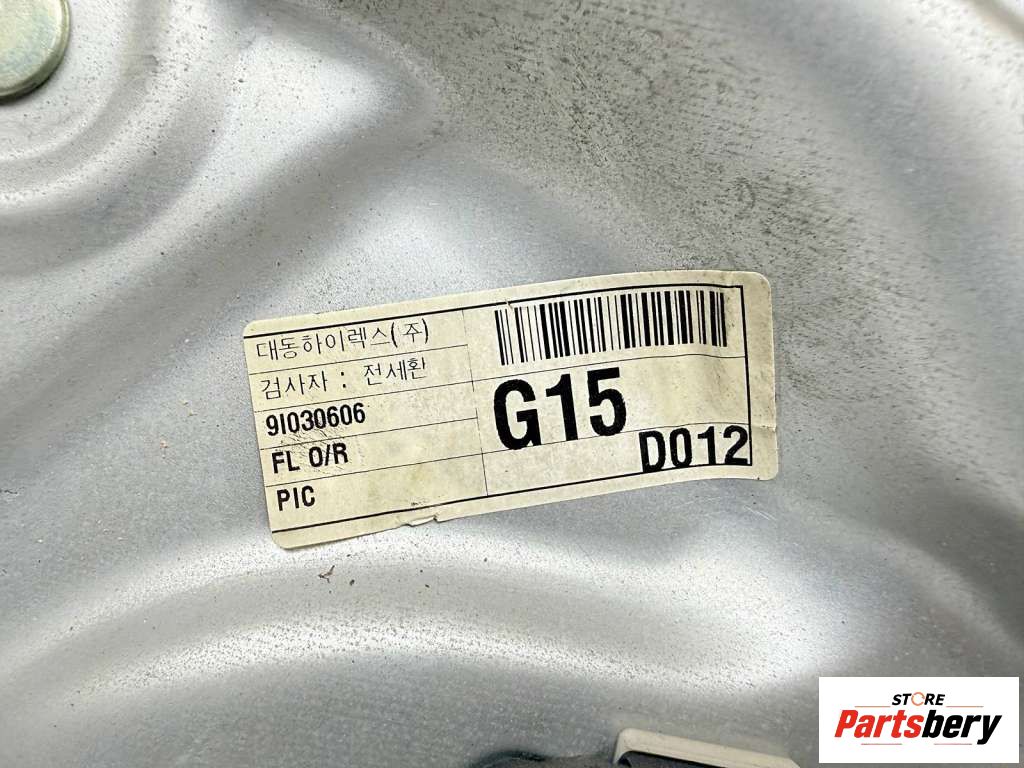 대동하이렉스(주)
검사자 : 전세환
9I030606
FL O/R
PIC
G15
D012
STORE
Partsbery